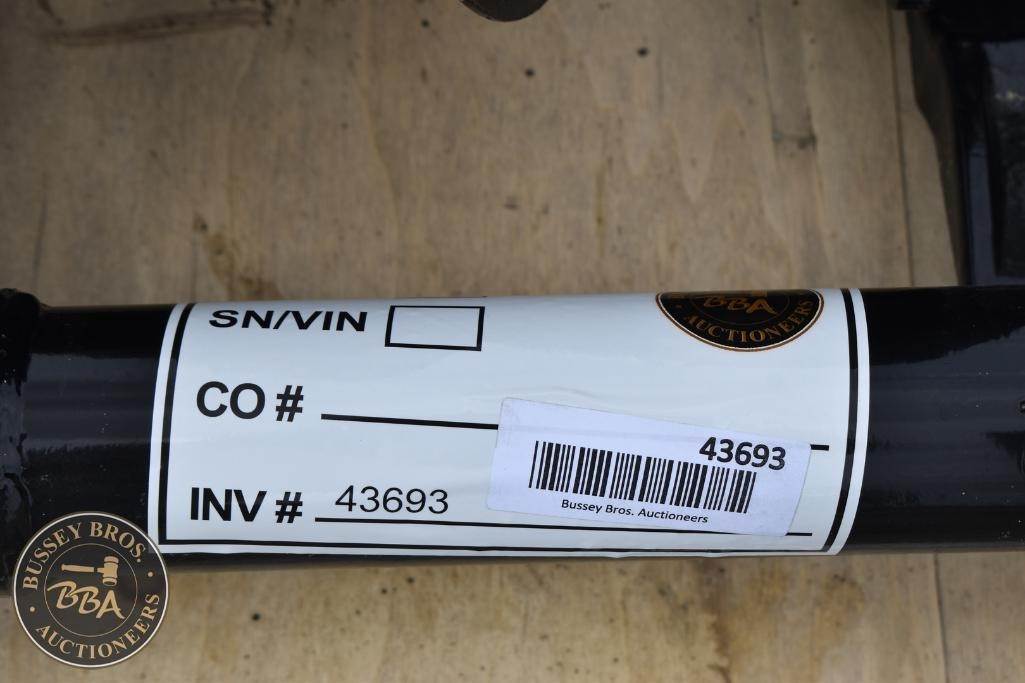 SN/VIN
BBA
AUCTIONEERS
CO #
43693
Bussey Bros. Auctioneers
INV # 43693
BUSSEY BROS.
BBA
AUCTIONEERS